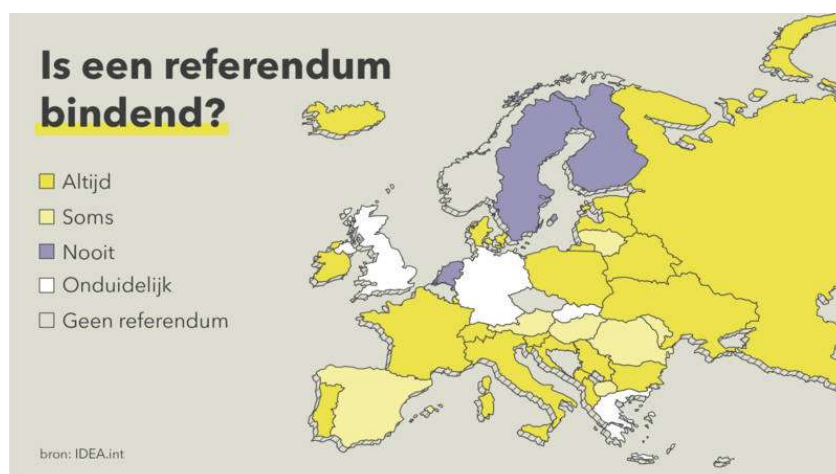 Is een referendum
bindend?
Altijd
Soms
Nooit
Onduidelijk
Geen referendum
bron: IDEA.int